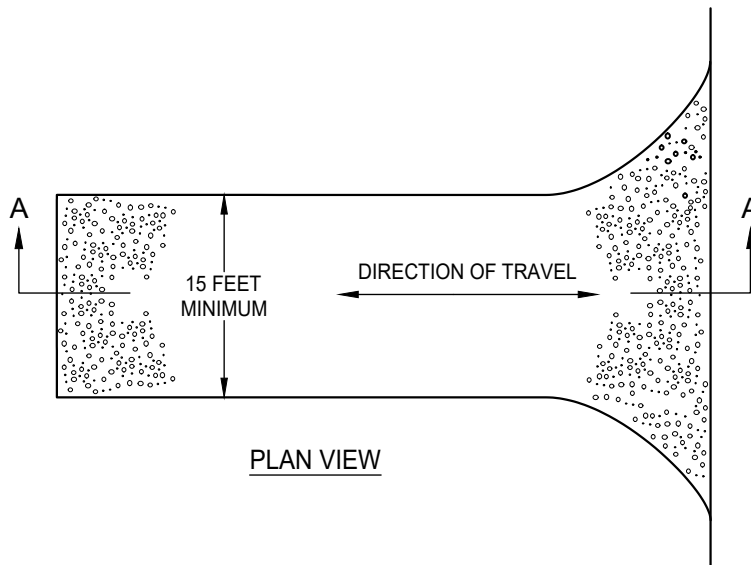 A
A
15 FEET
MINIMUM
DIRECTION OF TRAVEL
PLAN VIEW